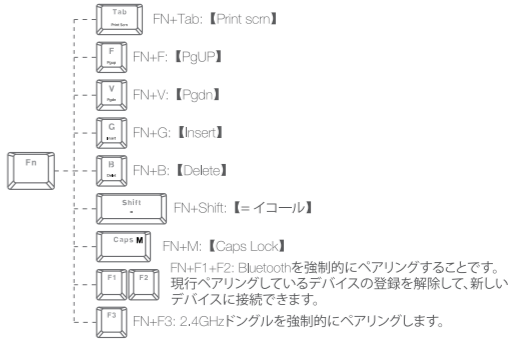 Tab
Print Scrn
FN+Tab:【Print scrn】
F
PgUP
FN+F:【PgUP】
V
Pgdn
FN+V:【Pgdn】
G
Insert
FN+G:【Insert】
B
Delete
FN+B:【Delete】
Fn
Shift
FN+Shift:【= イコール】
Caps M
FN+M:【Caps Lock】
F1
F2
FN+F1+F2: Bluetoothを強制的にペアリングすることです。
現行ペアリングしているデバイスの登録を解除して、新しい
デバイスに接続できます。
F3
FN+F3: 2.4GHzドングルを強制的にペアリングします。